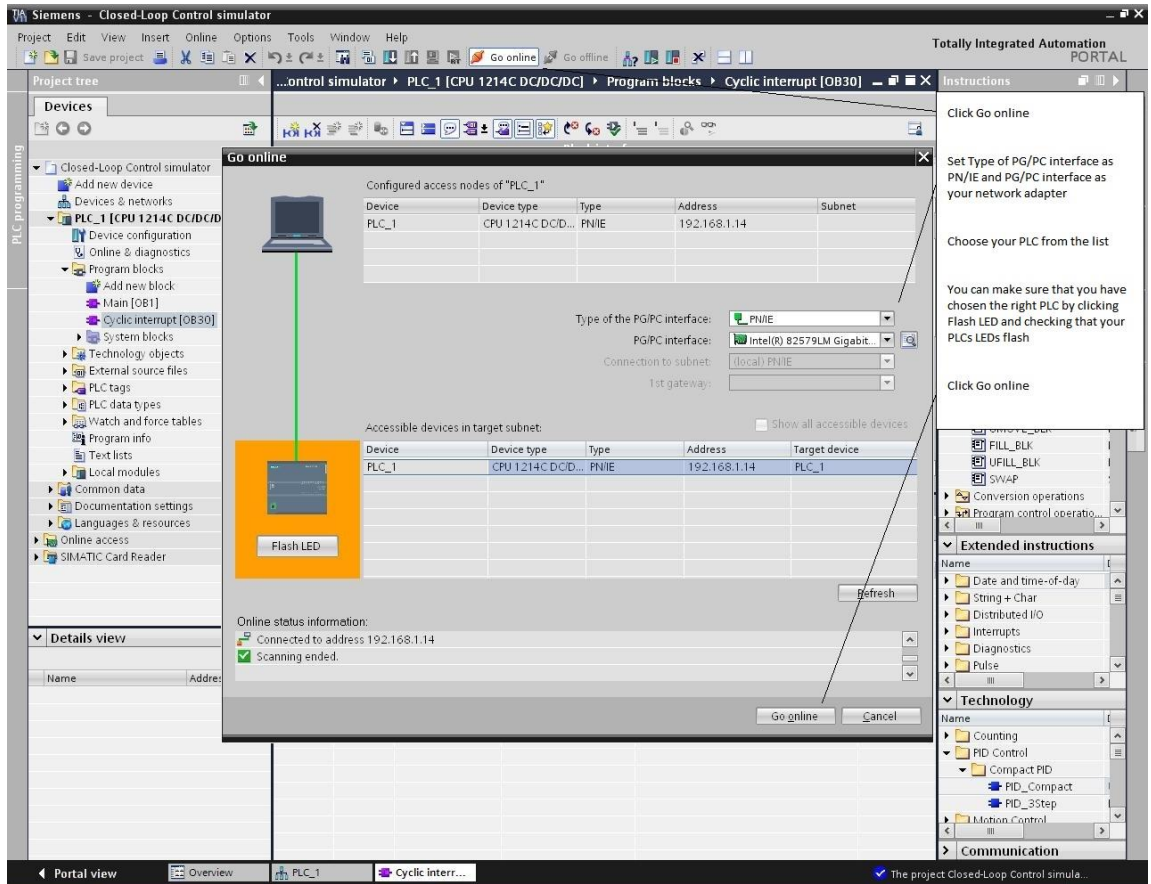 Siemens - Closed-Loop Control simulator
Project Edit View Insert Online Options Tools Window Help
Save project Go online Go offline
Totally Integrated Automation
PORTAL
Project tree
...ontrol simulator PLC_1 [CPU 1214C DC/DC/DC] Program blocks Cyclic interrupt [OB30]
Instructions
Devices
PLC programming
Closed-Loop Control simulator
Add new device
Devices & networks
PLC_1 [CPU 1214C DC/DC/D
Device configuration
Online & diagnostics
Program blocks
Add new block
Main [OB1]
Cyclic interrupt [OB30]
System blocks
Technology objects
External source files
PLC tags
PLC data types
Watch and force tables
Program info
Text lists
Local modules
Common data
Documentation settings
Languages & resources
Online access
SIMATIC Card Reader
Details view
Name Addres
Go online
Configured access nodes of "PLC_1"
Device Device type Type Address Subnet
PLC_1 CPU 1214C DC/D... PN/IE 192.168.1.14
Type of the PG/PC interface: PN/IE
PG/PC interface: Intel(R) 82579LM Gigabit...
Connection to subnet: (local) PN/IE
1st gateway:
Accessible devices in target subnet: Show all accessible devices
Device Device type Type Address Target device
PLC_1 CPU 1214C DC/D... PN/IE 192.168.1.14 PLC_1
Flash LED
Refresh
Online status information:
Connected to address 192.168.1.14
Scanning ended.
Go online Cancel
Click Go online
Set Type of PG/PC interface as
PN/IE and PG/PC interface as
your network adapter
Choose your PLC from the list
You can make sure that you have
chosen the right PLC by clicking
Flash LED and checking that your
PLCs LEDs flash
Click Go online
FILL_BLK
UFILL_BLK
SWAP
Conversion operations
Program control operatio...
Extended instructions
Name
Date and time-of-day
String + Char
Distributed I/O
Interrupts
Diagnostics
Pulse
Technology
Name
Counting
PID Control
Compact PID
PID_Compact
PID_3Step
Motion Control
Communication
Portal view Overview PLC_1 Cyclic interr...
The project Closed-Loop Control simula...